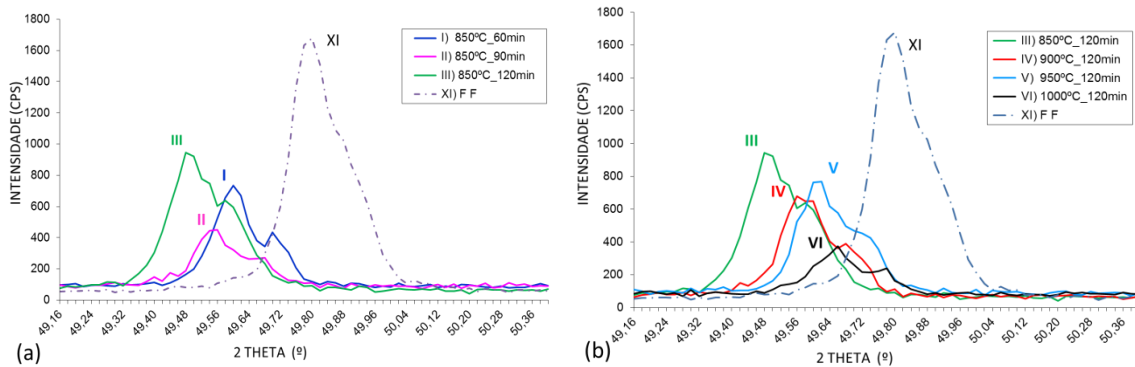 1800
1600
1400
1200
1000
800
600
400
200
0
INTENSIDADE (CPS)
49,16
49,24
49,32
49,40
49,48
49,56
49,64
49,72
49,80
49,88
49,96
50,04
50,12
50,20
50,28
50,36
2 THETA (º)
I) 850ºC_60min
II) 850ºC_90min
III) 850ºC_120min
XI) F F
III
I
II
XI
(a)
1800
1600
1400
1200
1000
800
600
400
200
0
INTENSIDADE (CPS)
49,16
49,24
49,32
49,40
49,48
49,56
49,64
49,72
49,80
49,88
49,96
50,04
50,12
50,20
50,28
50,36
2 THETA (º)
III) 850ºC_120min
IV) 900ºC_120min
V) 950ºC_120min
VI) 1000ºC_120min
XI) F F
III
IV
V
VI
XI
(b)